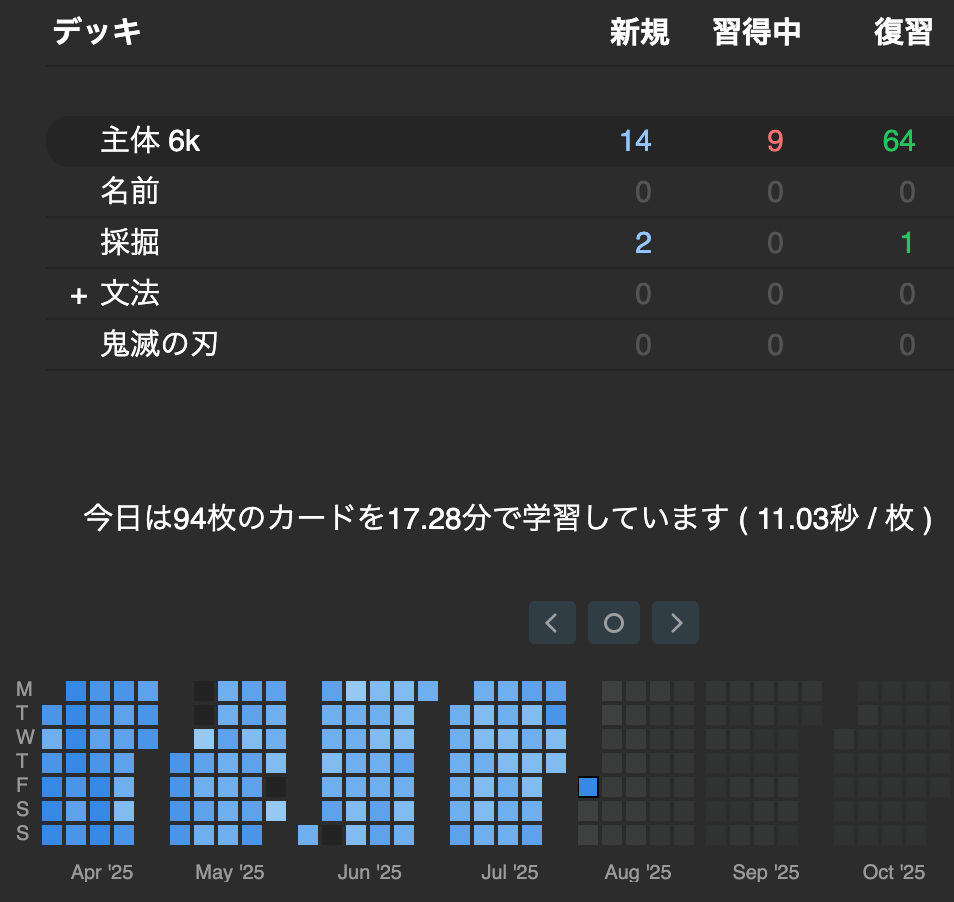 デッキ 新規 習得中 復習
主体 6k 14 9 64
名前 0 0 0
採掘 2 0 1
+ 文法 0 0 0
鬼滅の刃 0 0 0
今日は94枚のカードを17.28分で学習しています ( 11.03秒 / 枚 )
M
T
W
T
F
S
S
Apr '25 May '25 Jun '25 Jul '25 Aug '25 Sep '25 Oct '25